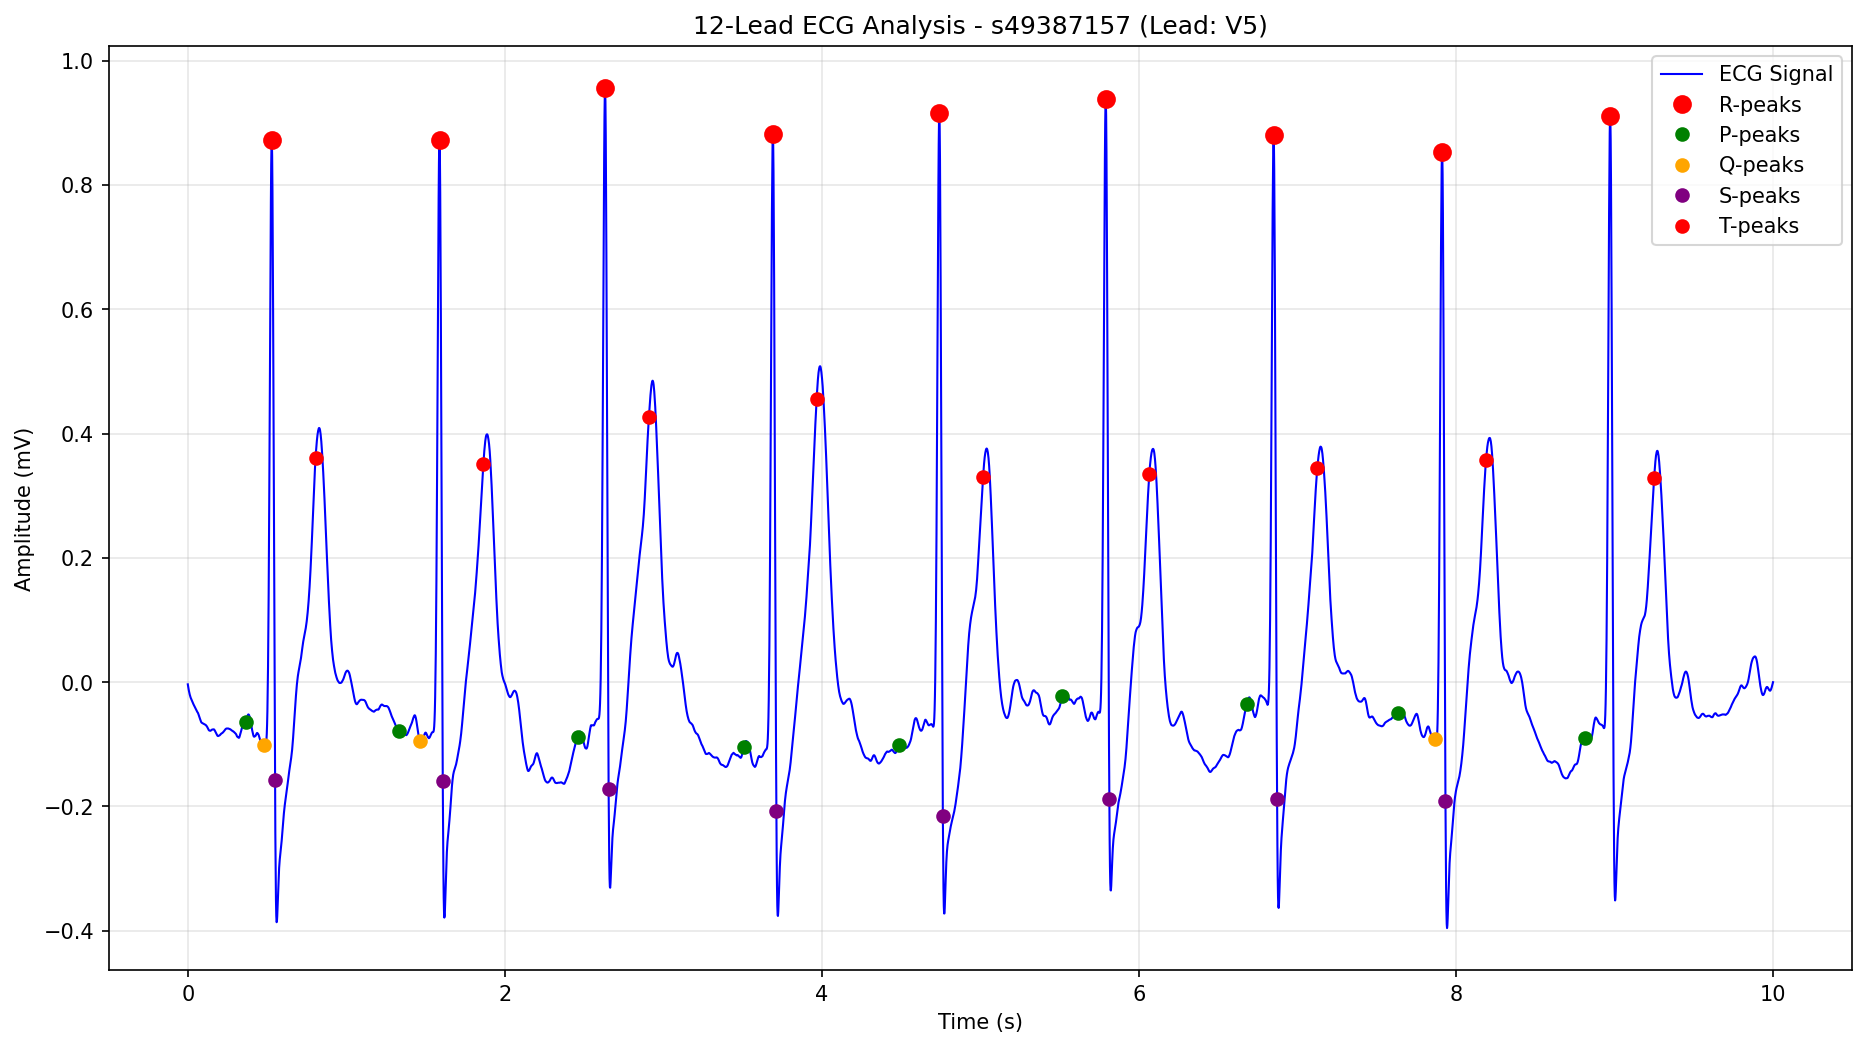 12-Lead ECG Analysis - s49387157 (Lead: V5)
ECG Signal
R-peaks
P-peaks
Q-peaks
S-peaks
T-peaks
1.0
0.8
0.6
0.4
0.2
0.0
−0.2
−0.4
Amplitude (mV)
0
2
4
6
8
10
Time (s)